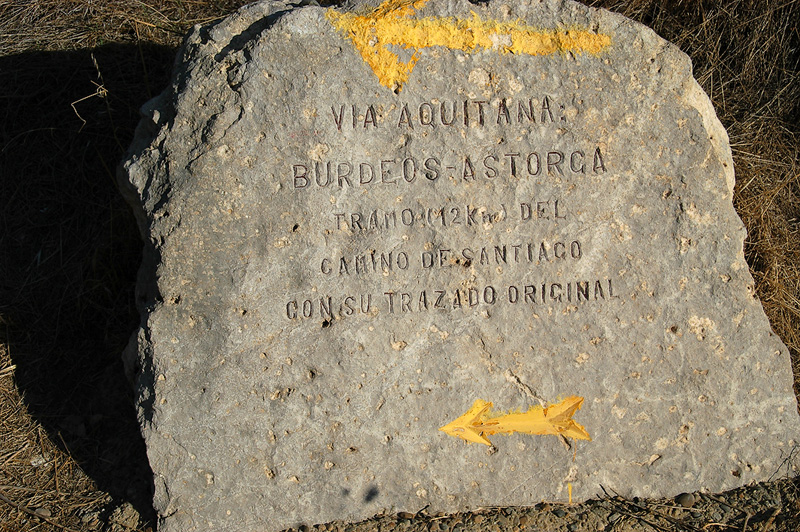 VIA AQUITANA:
BURDEOS-ASTORGA
TRAMO (12Km) DEL
CAMINO DE SANTIAGO
CON SU TRAZADO ORIGINAL